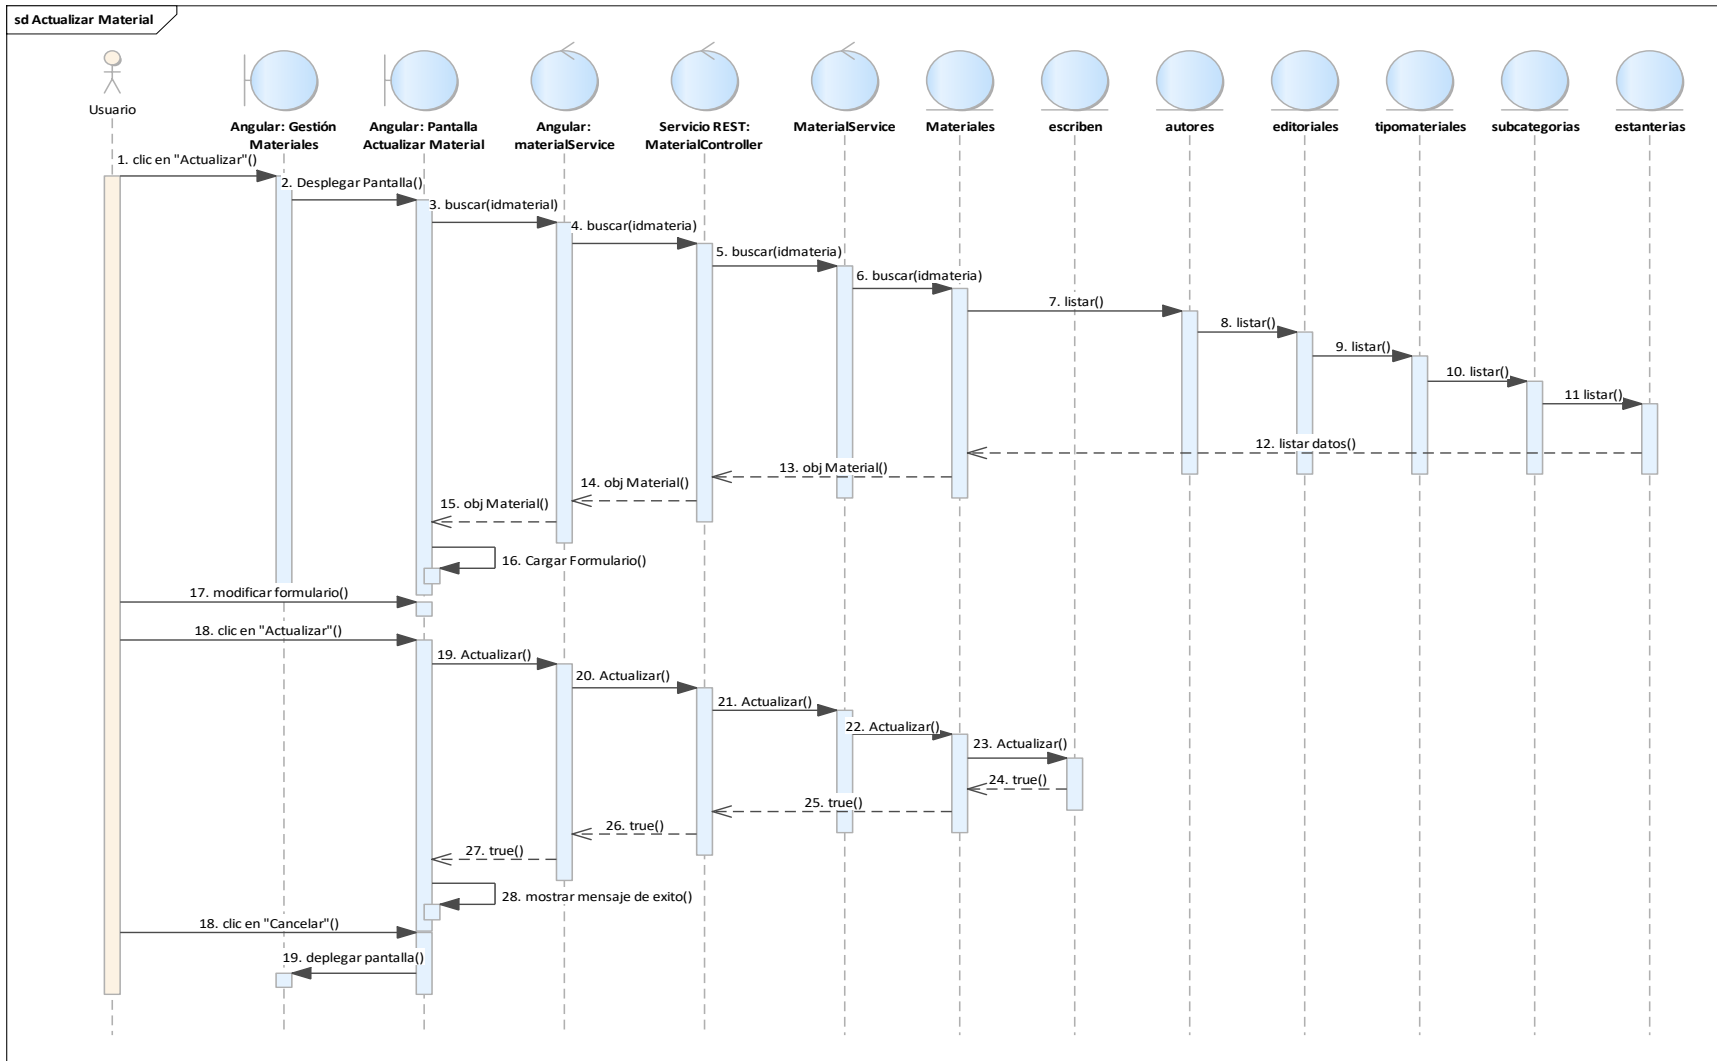 sd Actualizar Material
Usuario
Angular: Gestión
Materiales
Angular: Pantalla
Actualizar Material
Angular:
materialService
Servicio REST:
MaterialController
MaterialService
Materiales
escriben
autores
editoriales
tipomateriales
subcategorias
estanterias
1. clic en "Actualizar"()
2. Desplegar Pantalla()
3. buscar(idmaterial)
4. buscar(idmateria)
5. buscar(idmateria)
6. buscar(idmateria)
7. listar()
8. listar()
9. listar()
10. listar()
11 listar()
12. listar datos()
13. obj Material()
14. obj Material()
15. obj Material()
16. Cargar Formulario()
17. modificar formulario()
18. clic en "Actualizar"()
19. Actualizar()
20. Actualizar()
21. Actualizar()
22. Actualizar()
23. Actualizar()
24. true()
25. true()
26. true()
27. true()
28. mostrar mensaje de exito()
18. clic en "Cancelar"()
19. deplegar pantalla()